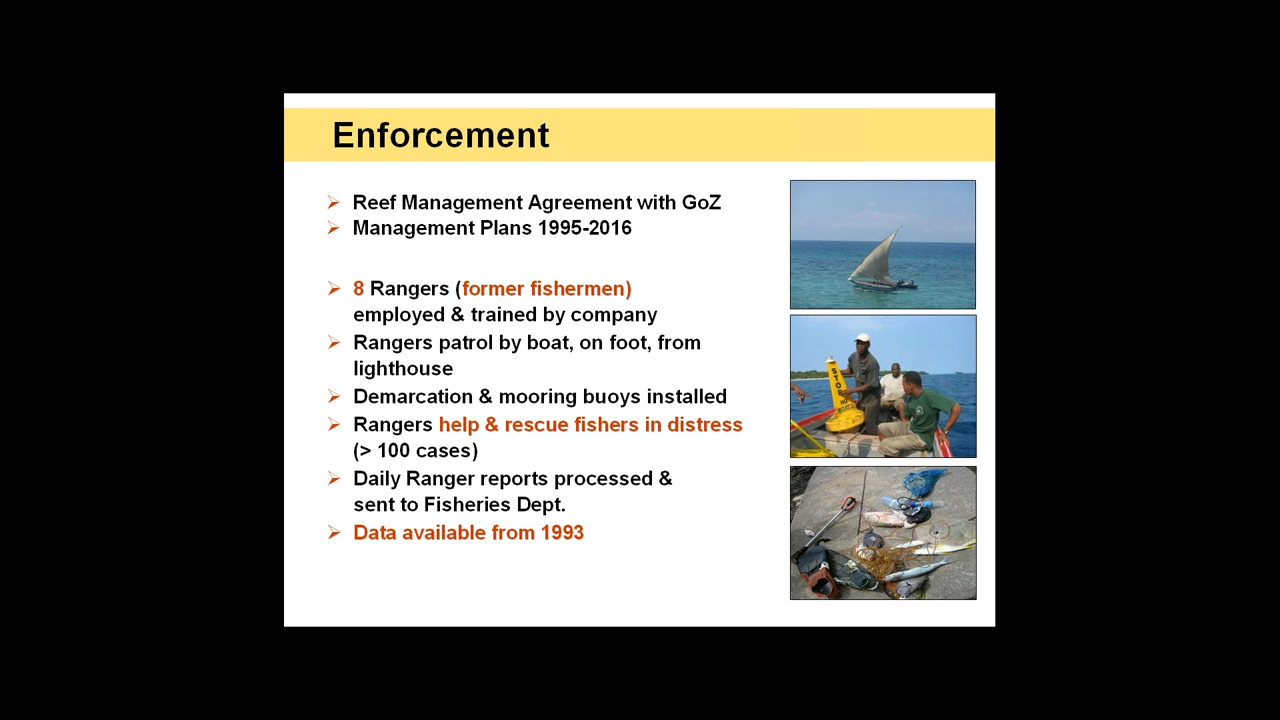 Enforcement
Reef Management Agreement with GoZ
Management Plans 1995-2016
8 Rangers (former fishermen)
employed & trained by company
Rangers patrol by boat, on foot, from
lighthouse
Demarcation & mooring buoys installed
Rangers help & rescue fishers in distress
(> 100 cases)
Daily Ranger reports processed &
sent to Fisheries Dept.
Data available from 1993
STOP
NO